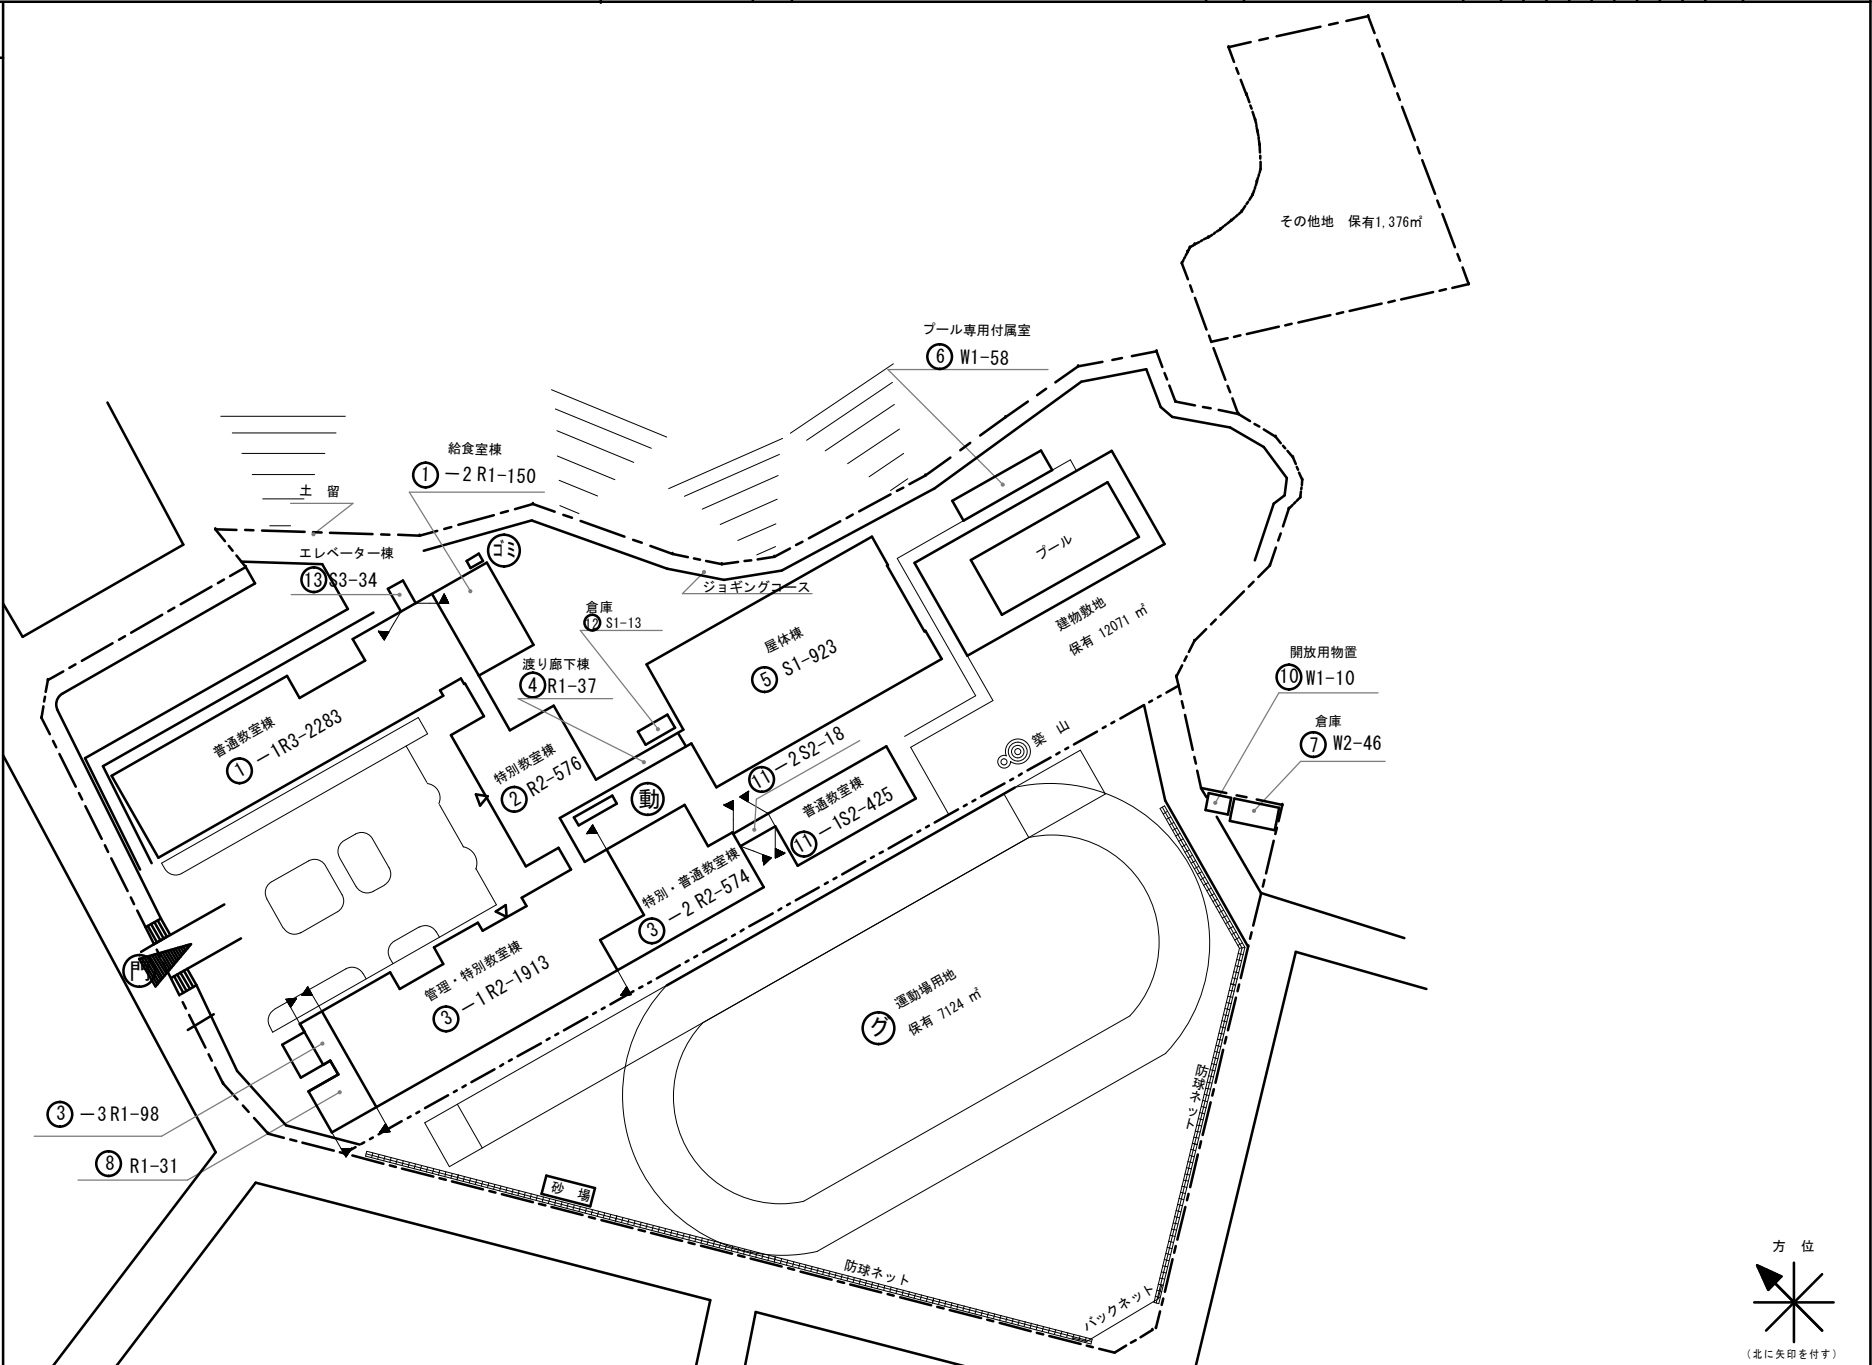 その他地 保有1,376㎡
プール専用付属室
⑥ W1-58
給食室棟
①－2 R1-150
土 留
エレベーター棟
⑬ S3-34
ゴミ
ジョギングコース
倉庫
⑫ S1-13
渡り廊下棟
④ R1-37
屋体棟
⑤ S1-923
プール
建物敷地
保有 12071 ㎡
開放用物置
⑩ W1-10
倉庫
⑦ W2-46
普通教室棟
①－1R3-2283
特別教室棟
② R2-576
動
⑪－2S2-18
普通教室棟
⑪－1S2-425
築 山
特別・普通教室棟
③－2 R2-574
門
管理・特別教室棟
③－1 R2-1913
運動場用地
グ 保有 7124 ㎡
③－3R1-98
⑧ R1-31
砂 場
防球ネット
防球ネット
バックネット
方 位
(北に矢印を付す)